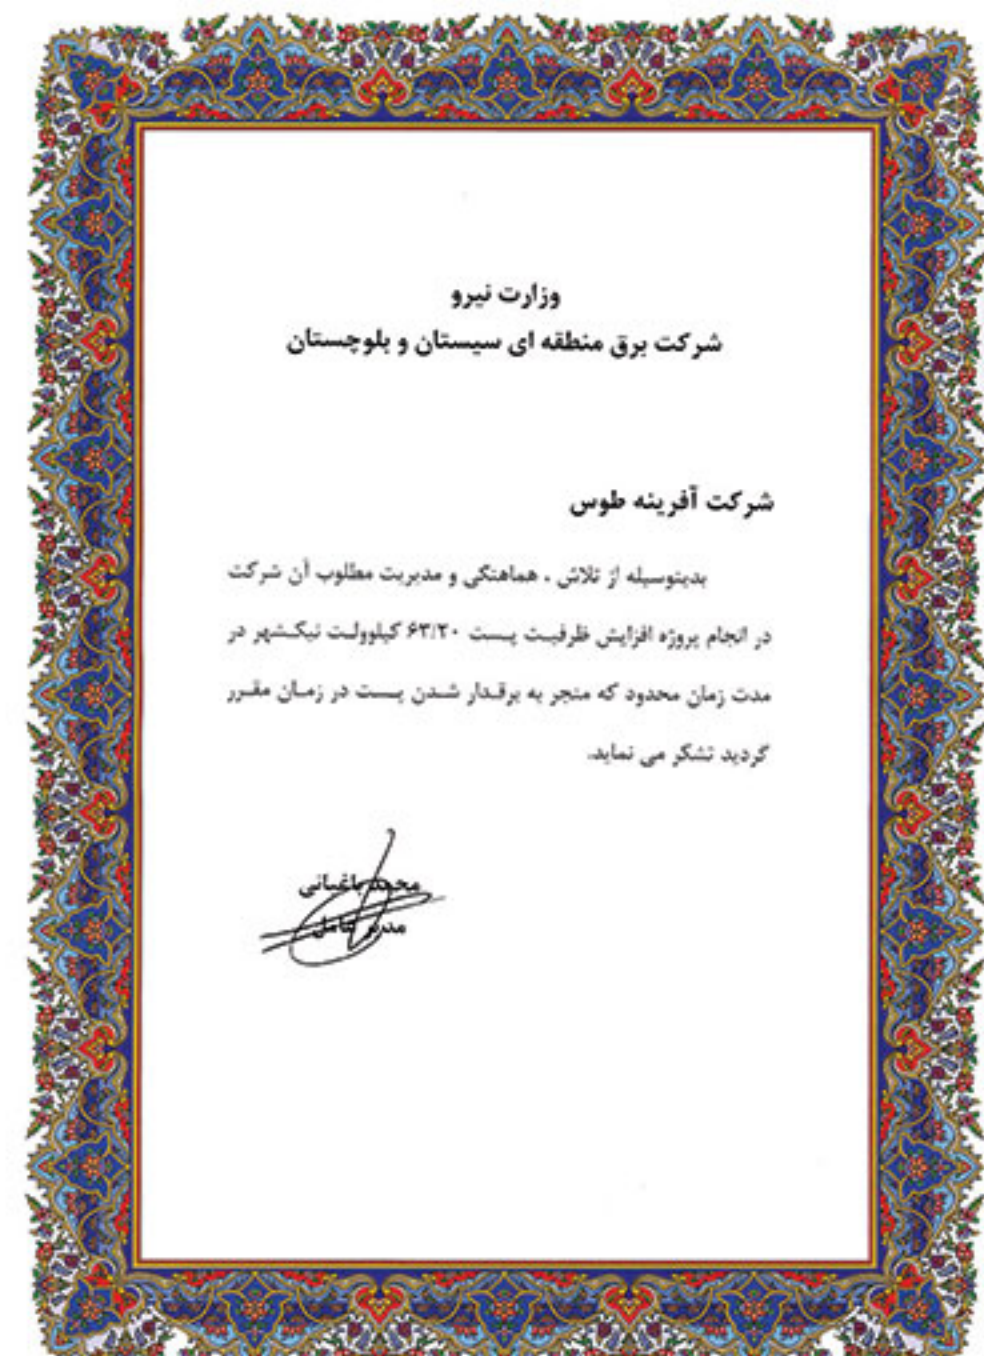 وزارت نیرو
شرکت برق منطقه ای سیستان و بلوچستان
شرکت آفرینه طوس
بدینوسیله از تلاش ، هماهنگی و مدیریت مطلوب آن شرکت
در انجام پروژه افزایش ظرفیت پست ۶۳/۲۰ کیلوولت نیکشهر در
مدت زمان محدود که منجر به برقدار شدن پست در زمان مقرر
گردید تشکر می نماید.
محمد باغبانی
مدیر عامل